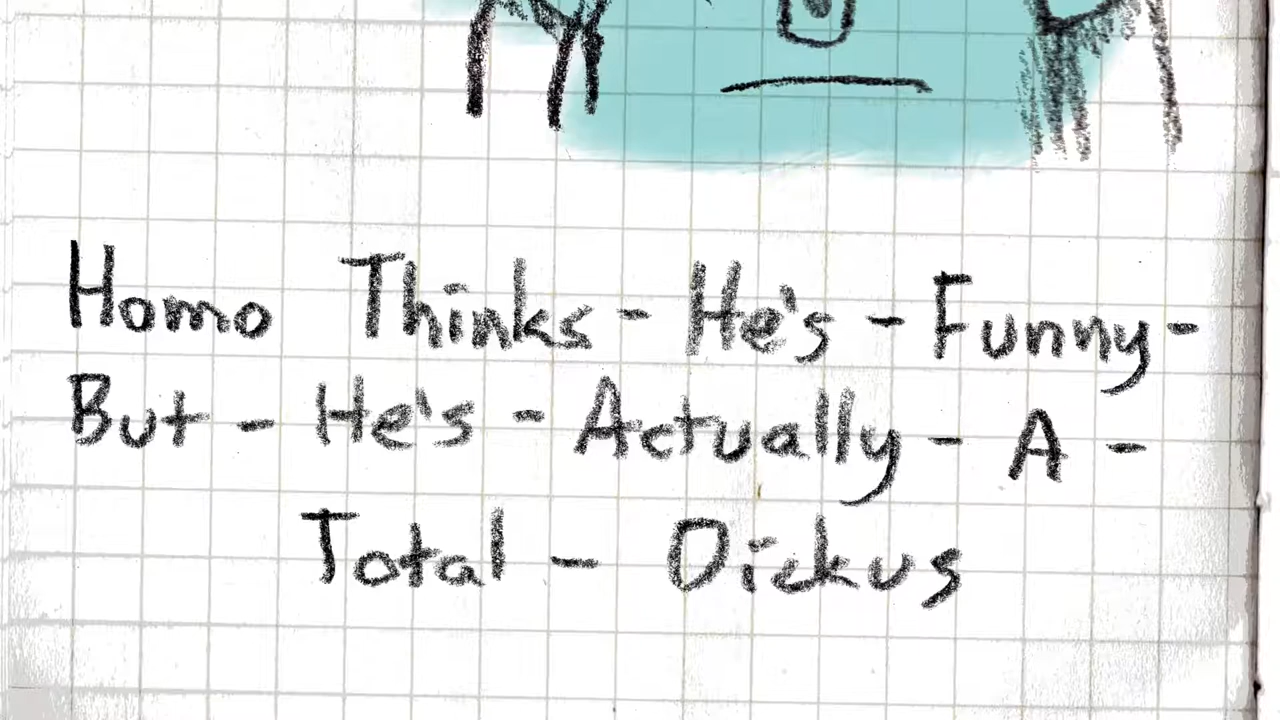 Homo Thinks - He's - Funny -
But - He's - Actually - A -
Total - Dickus